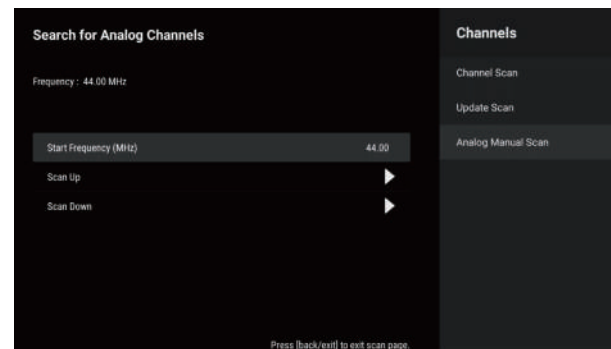 Search for Analog Channels
Frequency : 44.00 MHz
Start Frequency (MHz) 44.00
Scan Up
Scan Down
Press [back/exit] to exit scan page.
Channels
Channel Scan
Update Scan
Analog Manual Scan